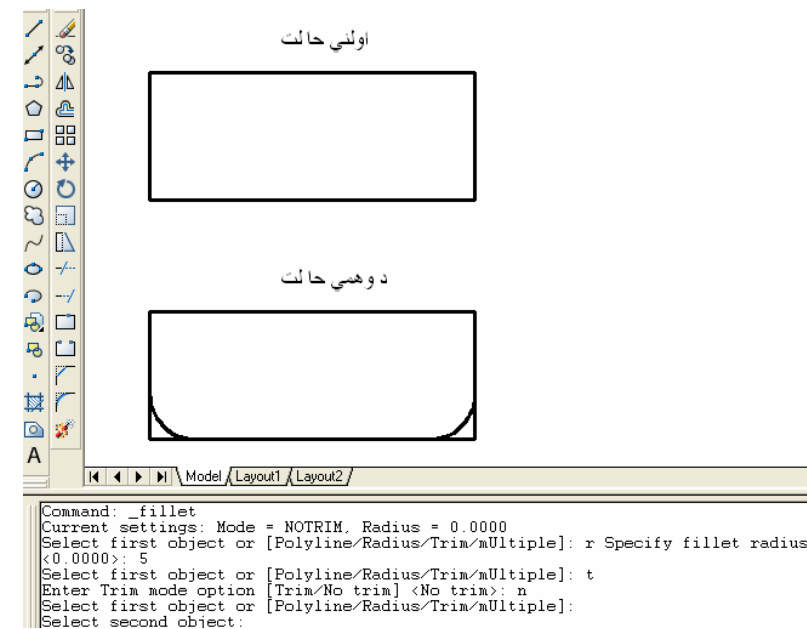 اولني حالت
دوهمي حالت
A
Model Layout1 Layout2
Command: _fillet
Current settings: Mode = NOTRIM, Radius = 0.0000
Select first object or [Polyline/Radius/Trim/mUltiple]: r Specify fillet radius
<0.0000>: 5
Select first object or [Polyline/Radius/Trim/mUltiple]: t
Enter Trim mode option [Trim/No trim] <No trim>: n
Select first object or [Polyline/Radius/Trim/mUltiple]:
Select second object: